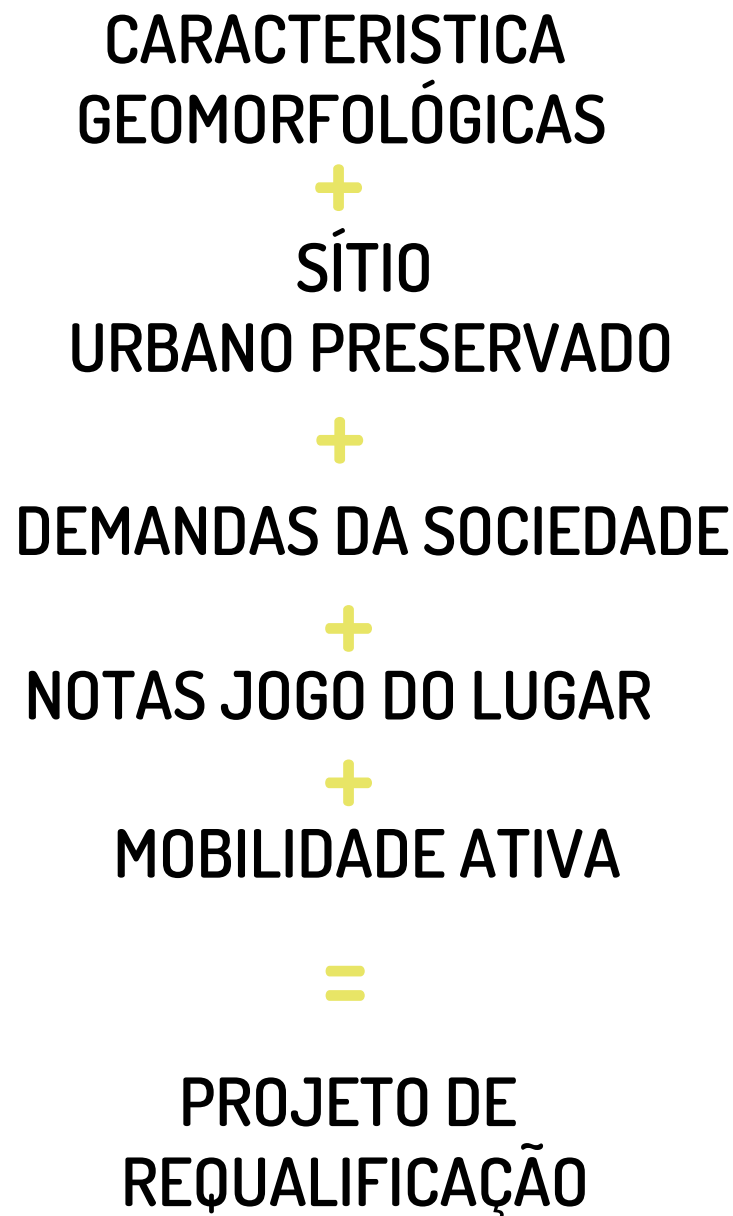 CARACTERISTICA
GEOMORFOLÓGICAS
+
SÍTIO
URBANO PRESERVADO
+
DEMANDAS DA SOCIEDADE
+
NOTAS JOGO DO LUGAR
+
MOBILIDADE ATIVA
=
PROJETO DE
REQUALIFICAÇÃO